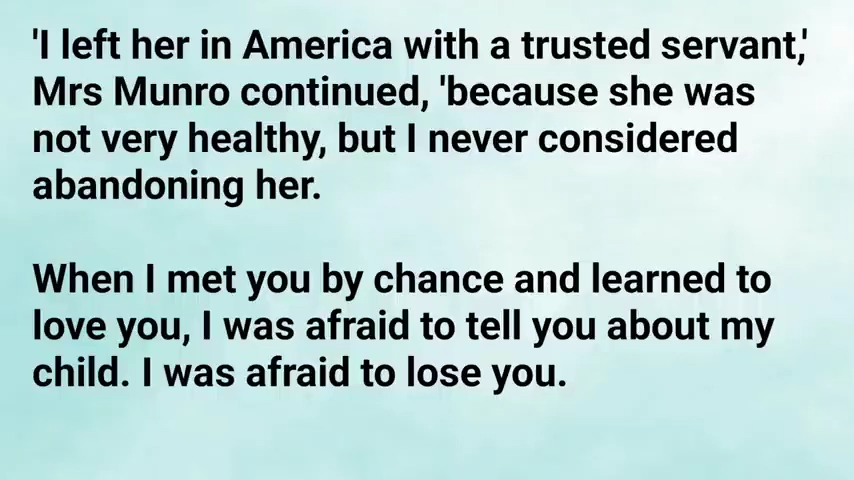 'I left her in America with a trusted servant,'
Mrs Munro continued, 'because she was
not very healthy, but I never considered
abandoning her.
When I met you by chance and learned to
love you, I was afraid to tell you about my
child. I was afraid to lose you.